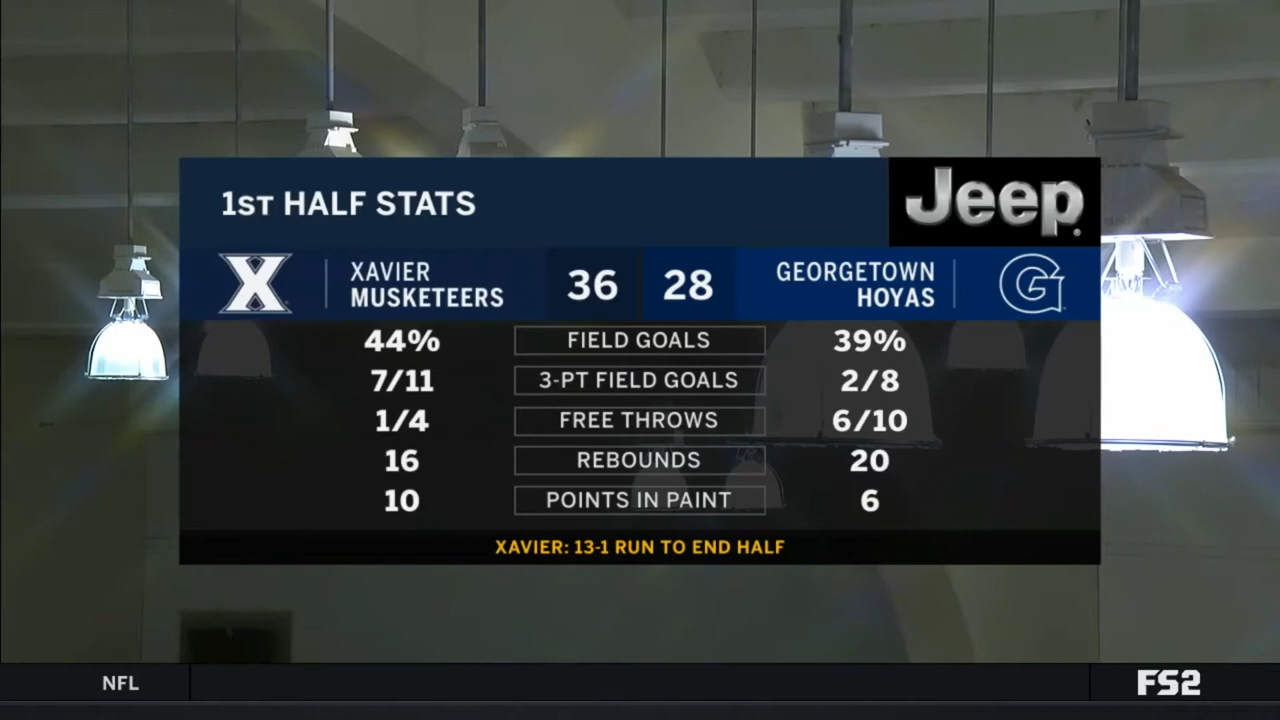 1ST HALF STATS
Jeep
X
XAVIER
MUSKETEERS
36
28
GEORGETOWN
HOYAS
G
44% FIELD GOALS 39%
7/11 3-PT FIELD GOALS 2/8
1/4 FREE THROWS 6/10
16 REBOUNDS 20
10 POINTS IN PAINT 6
XAVIER: 13-1 RUN TO END HALF
NFL
FS2